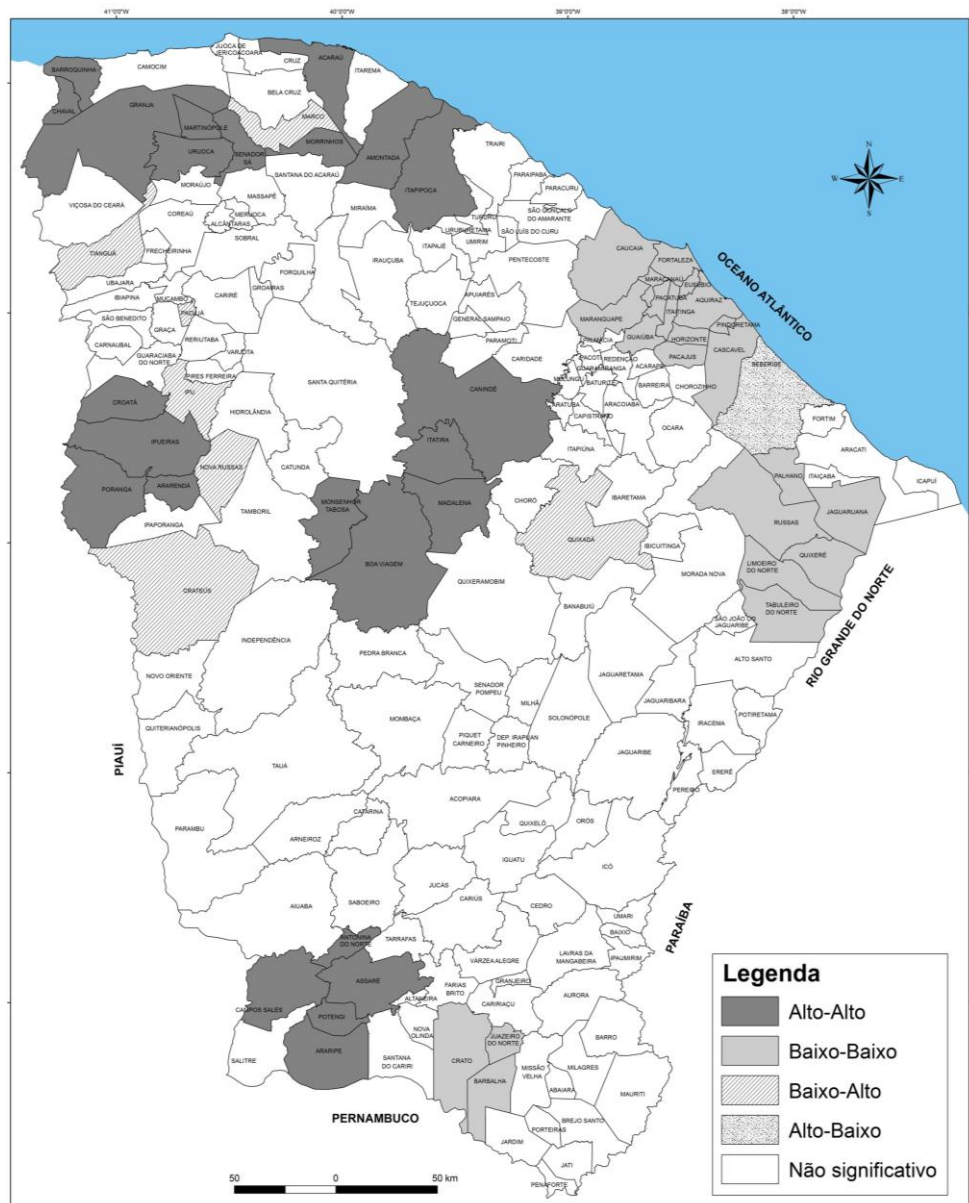 41°0'0"W
40°0'0"W
39°0'0"W
38°0'0"W
JIJOCA DE
JERICOACOARA
CRUZ
ACARAÚ
ITAREMA
BARROQUINHA
CAMOCIM
BELA CRUZ
CHAVAL
GRANJA
MARCO
MARTINÓPOLE
MORRINHOS
URUOCA
SENADOR
SÁ
AMONTADA
SANTANA DO ACARAÚ
ITAPIPOCA
TRAIRI
PARAIPABA
PARACURU
MORAÚJO
MASSAPÊ
VIÇOSA DO CEARÁ
MIRAÍMA
COREAÚ
MERUOCA
ALCÂNTARAS
SOBRAL
TURURU
URUBURETAMA
SÃO GONÇALO
DO AMARANTE
SÃO LUÍS DO CURU
UMIRIM
ITAPAJÉ
TIANGUÁ
FRECHEIRINHA
IRAUÇUBA
PENTECOSTE
CAUCAIA
FORTALEZA
FORQUILHA
UBAJARA
IBIAPINA
MUCAMBO
CARIRÉ
GROAÍRAS
TEJUÇUOCA
APUIARÉS
MARACANAÚ
EUSÉBIO
PACATUBA
AQUIRAZ
SÃO BENEDITO
PACUJÁ
GENERAL SAMPAIO
MARANGUAPE
ITAITINGA
PINDORETAMA
OCEANO ATLÂNTICO
N
W
E
S
GRAÇA
RERIUTABA
CARNAUBAL
VARJOTA
PARAMOTI
PALMÁCIA
GUAIÚBA
HORIZONTE
CASCAVEL
GUARACIABA
DO NORTE
CARIDADE
PACOTI
REDENÇÃO
PACAJUS
GUARAMIRANGA
ACARAPE
BEBERIBE
PIRES FERREIRA
SANTA QUITÉRIA
CANINDÉ
MULUNGU
BATURITÉ
BARREIRA
CHOROZINHO
IPU
CROATÁ
HIDROLÂNDIA
ARATUBA
ARACOIABA
CAPISTRANO
OCARA
FORTIM
IPUEIRAS
ITATIRA
ITAPIÚNA
ARACATI
NOVA RUSSAS
CATUNDA
PALHANO
ITAIÇABA
ICAPUÍ
PORANGA
ARARENDÁ
MONSENHOR
TABOSA
MADALENA
CHORÓ
IBARETAMA
JAGUARUANA
TAMBORIL
IPAPORANGA
RUSSAS
QUIXADÁ
IBICUITINGA
QUIXERÉ
LIMOEIRO
DO NORTE
BOA VIAGEM
CRATEÚS
QUIXERAMOBIM
MORADA NOVA
BANABUIÚ
TABULEIRO
DO NORTE
SÃO JOÃO DO
JAGUARIBE
RIO GRANDE DO NORTE
INDEPENDÊNCIA
PEDRA BRANCA
ALTO SANTO
NOVO ORIENTE
SENADOR
POMPEU
JAGUARETAMA
MILHÃ
JAGUARIBARA
QUITERIANÓPOLIS
MOMBAÇA
SOLONÓPOLE
IRACEMA
POTIRETAMA
PIQUET
CARNEIRO
DEP. IRAPUAN
PINHEIRO
JAGUARIBE
PIAUÍ
TAUÁ
ERERÊ
PEREIRO
ACOPIARA
PARAMBU
CATARINA
QUIXELÔ
ORÓS
ARNEIROZ
IGUATU
ICÓ
JUCÁS
CARIÚS
AIUABA
SABOEIRO
CEDRO
UMARI
BAIXIO
PARAÍBA
ANTONINA
DO NORTE
TARRAFAS
LAVRAS DA
MANGABEIRA
IPAUMIRIM
VÁRZEA ALEGRE
ASSARÉ
FARIAS
BRITO
GRANJEIRO
CAMPOS SALES
ALTANEIRA
CARIRIAÇU
AURORA
POTENGI
NOVA
OLINDA
JUAZEIRO
DO NORTE
BARRO
ARARIPE
SALITRE
SANTANA
DO CARIRI
CRATO
MISSÃO
VELHA
MILAGRES
BARBALHA
ABAIARA
MAURITI
PERNAMBUCO
BREJO SANTO
PORTEIRAS
JARDIM
JATI
PENAFORTE
Legenda
Alto-Alto
Baixo-Baixo
Baixo-Alto
Alto-Baixo
Não significativo
50
0
50 km